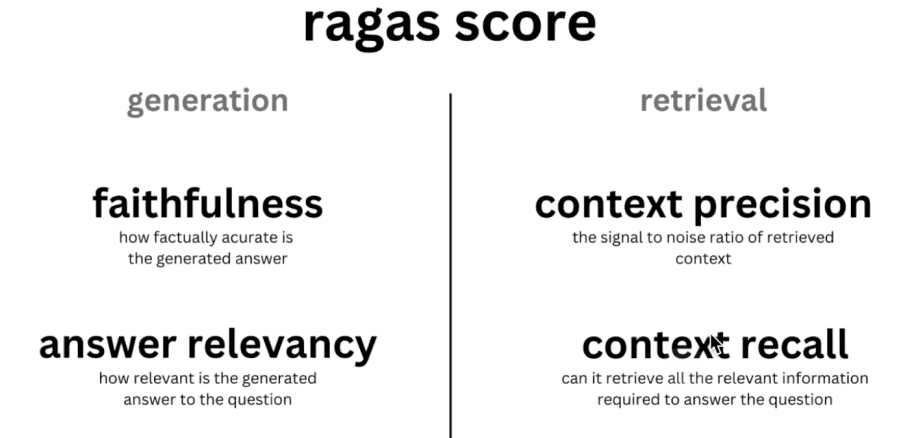 ragas score
generation
faithfulness
how factually acurate is
the generated answer
answer relevancy
how relevant is the generated
answer to the question
retrieval
context precision
the signal to noise ratio of retrieved
context
context recall
can it retrieve all the relevant information
required to answer the question